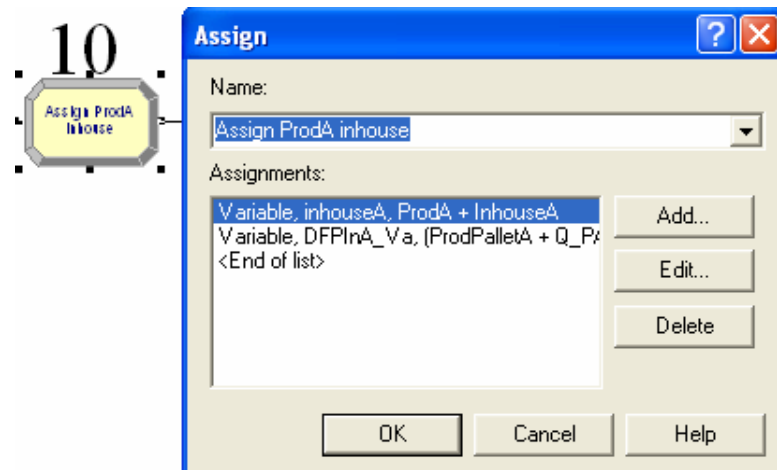 10
Assign ProdA
Inhouse
Assign
Name:
Assign ProdA inhouse
Assignments:
Variable, inhouseA, ProdA + InhouseA
Variable, DFPInA_Va, (ProdPalletA + Q_PA
<End of list>
Add...
Edit...
Delete
OK
Cancel
Help